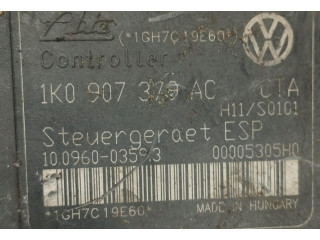 (*1GH7C19E60*)
Controller
1K0 907 379 AC CTA
H11/S0101
Steuergeraet ESP
10.0960-0359.3 00005305H0
*1GH7C19E60*
MADE IN HUNGARY